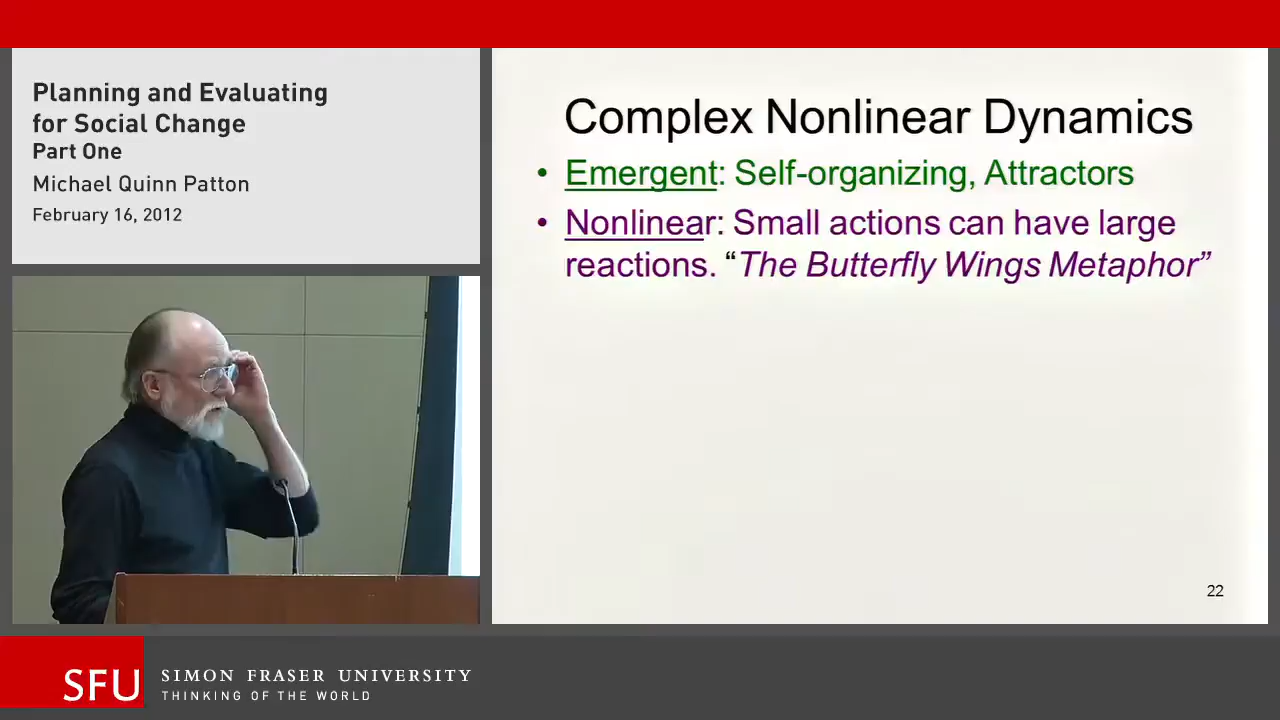 Planning and Evaluating
for Social Change
Part One
Michael Quinn Patton
February 16, 2012
Complex Nonlinear Dynamics
• Emergent: Self-organizing, Attractors
• Nonlinear: Small actions can have large
reactions. “The Butterfly Wings Metaphor”
22
SFU
SIMON FRASER UNIVERSITY
THINKING OF THE WORLD